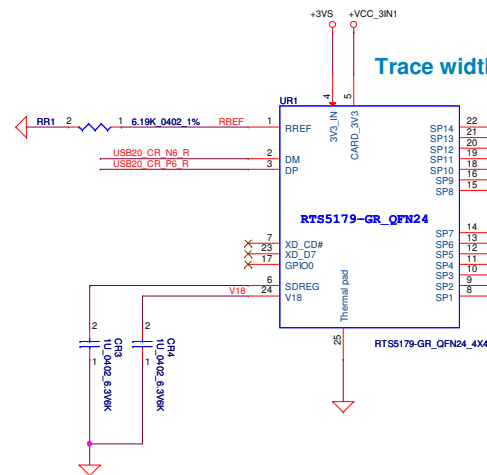 +3VS +VCC_3IN1
Trace width
4 5
UR1
RR1 2 1 6.19K_0402_1% RREF 1 RREF
3V3_IN
CARD_3V3
SP14 22
SP13 21
SP12 20
SP11 19
SP10 18
SP9 16
SP8 15
USB20_CR_N6_R 2 DM
USB20_CR_P6_R 3 DP
RTS5179-GR_QFN24
7 XD_CD#
23 XD_D7
17 GPIO0
SP7 14
SP6 13
SP5 12
SP4 11
SP3 10
SP2 9
SP1 8
6 SDREG
V18 24 V18
Thermal pad
25
RTS5179-GR_QFN24_4X4
2 CR3 1U_0402_6.3V6K 1
2 CR4 1U_0402_6.3V6K 1